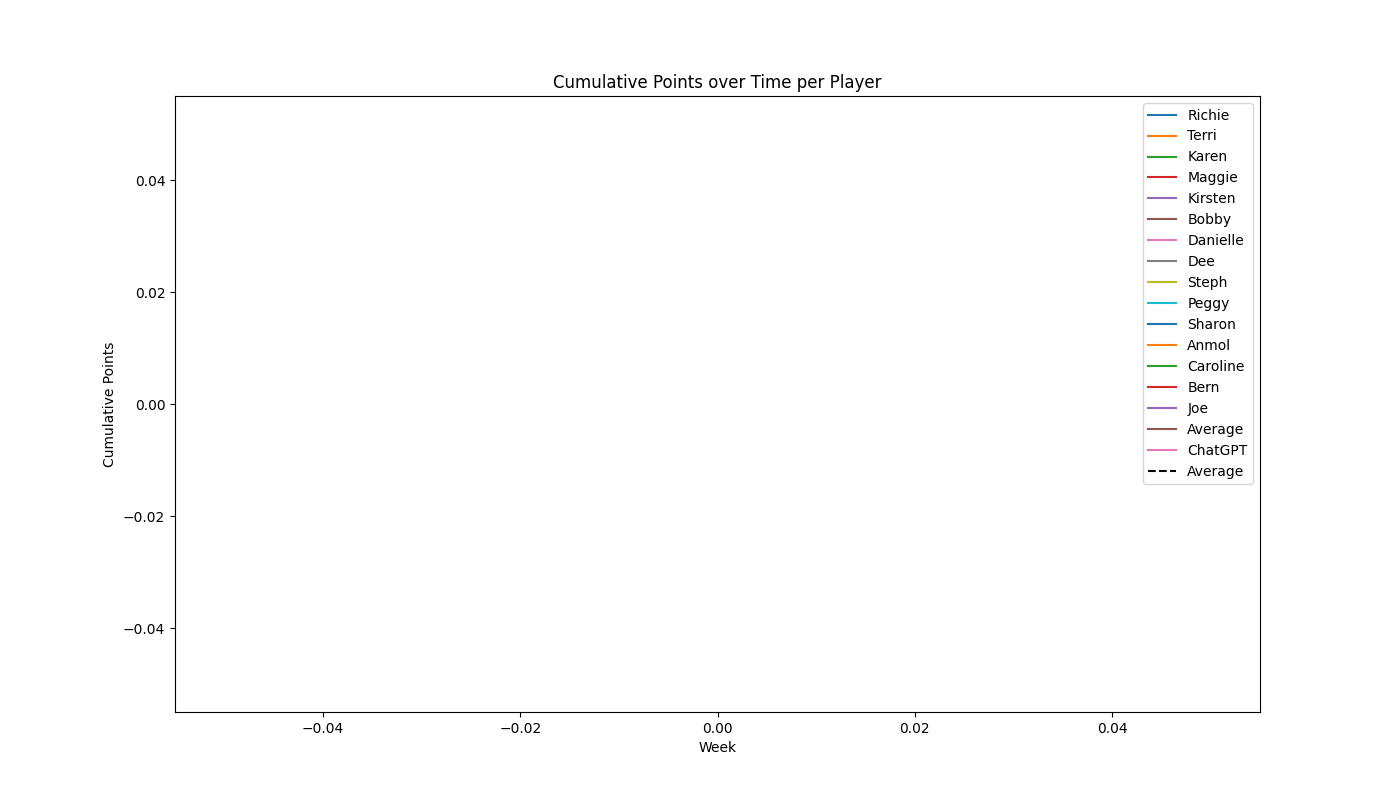 Cumulative Points over Time per Player
Richie
Terri
Karen
Maggie
Kirsten
Bobby
Danielle
Dee
Steph
Peggy
Sharon
Anmol
Caroline
Bern
Joe
Average
ChatGPT
Average
Cumulative Points
0.04
0.02
0.00
−0.02
−0.04
−0.04
−0.02
0.00
0.02
0.04
Week